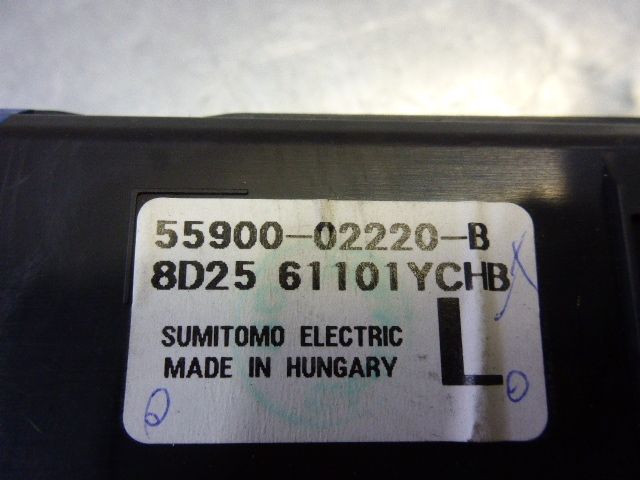 55900-02220-B
8D25 61101YCHB
SUMITOMO ELECTRIC
MADE IN HUNGARY
L